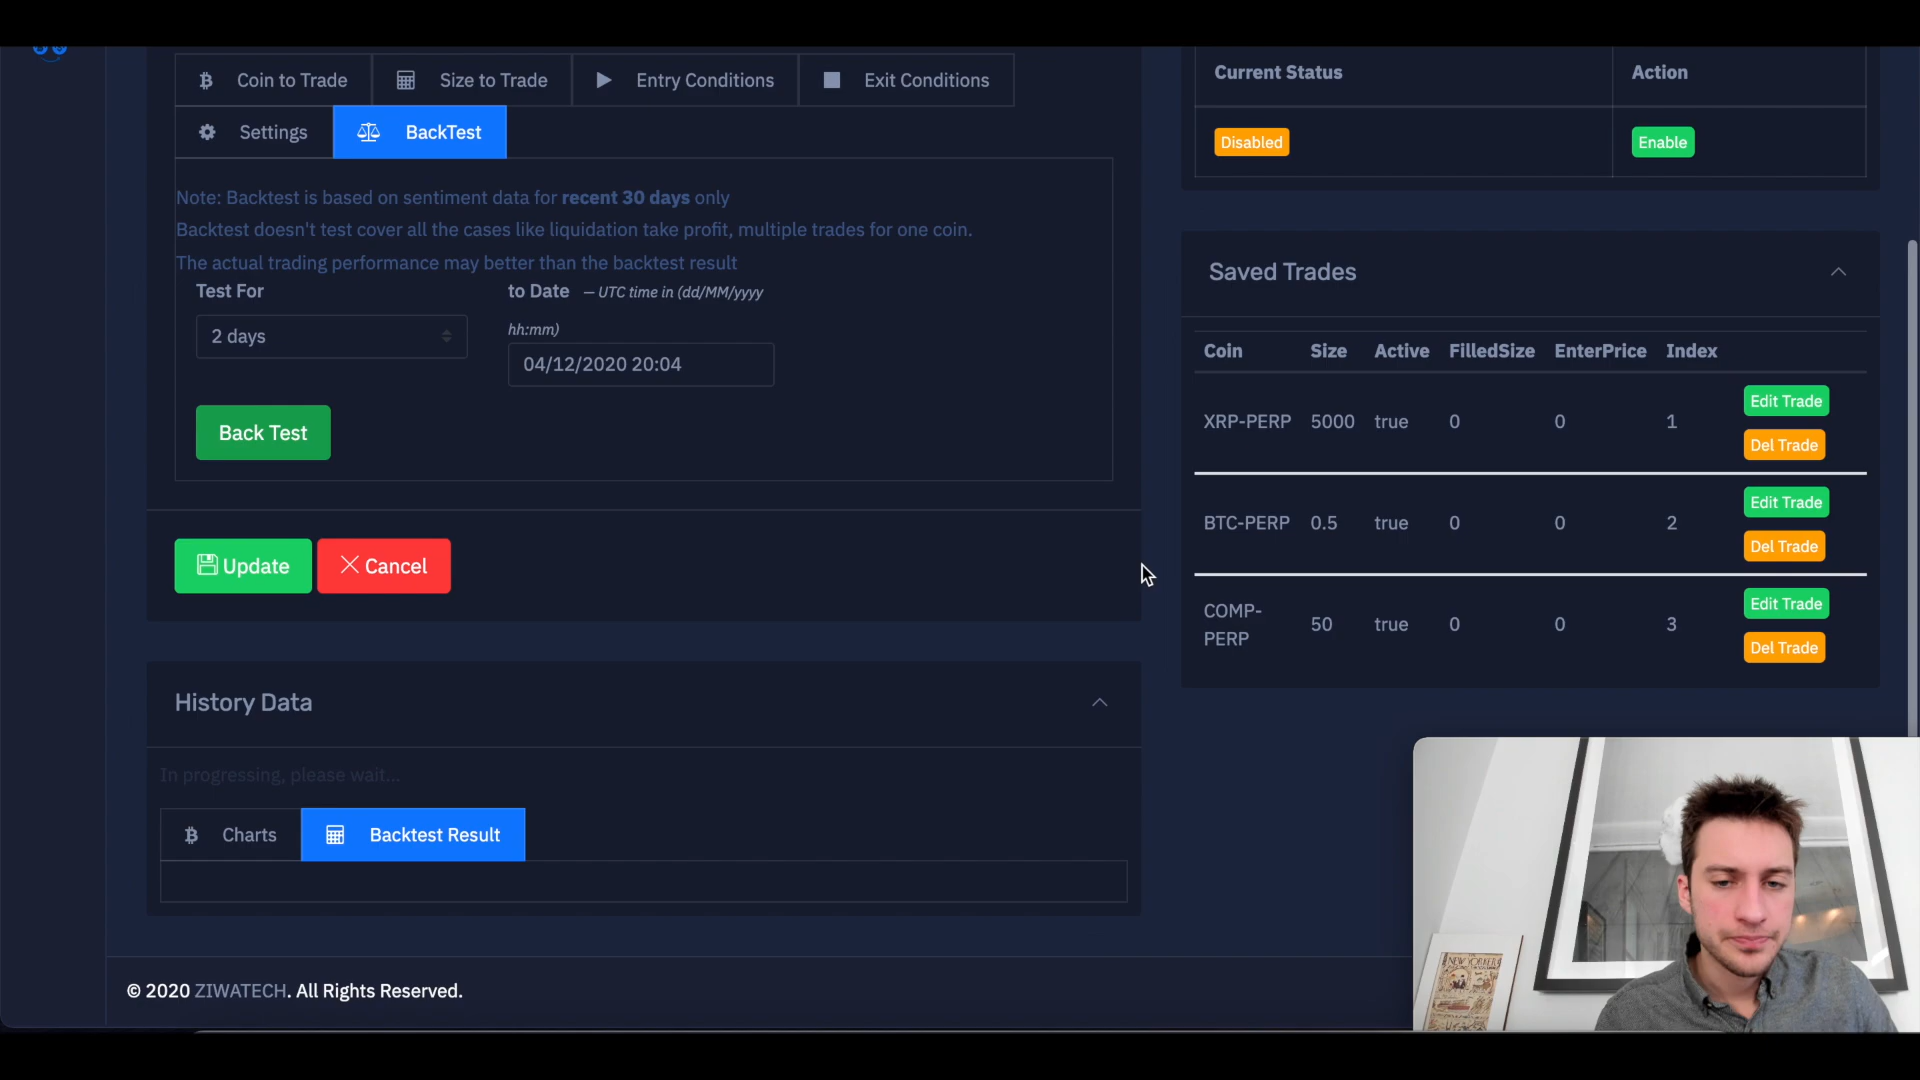 Coin to Trade
Size to Trade
Entry Conditions
Exit Conditions
Settings
BackTest
Note: Backtest is based on sentiment data for recent 30 days only
Backtest doesn't test cover all the cases like liquidation take profit, multiple trades for one coin.
The actual trading performance may better than the backtest result
Test For
to Date – UTC time in (dd/MM/yyyy
hh:mm)
2 days
04/12/2020 20:04
Back Test
Update
Cancel
History Data
In progressing, please wait...
Charts
Backtest Result
© 2020 ZIWATECH. All Rights Reserved.
Current Status Action
Disabled Enable
Saved Trades
Coin Size Active FilledSize EnterPrice Index
XRP-PERP 5000 true 0 0 1
Edit Trade
Del Trade
BTC-PERP 0.5 true 0 0 2
Edit Trade
Del Trade
COMP-
PERP
50 true 0 0 3
Edit Trade
Del Trade
NEW YORKER